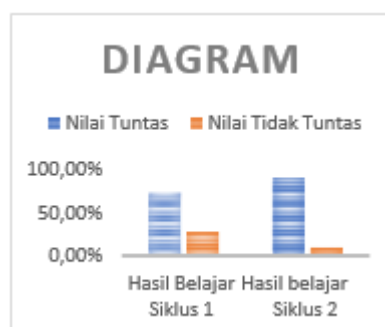 DIAGRAM
Nilai Tuntas Nilai Tidak Tuntas
100,00%
50,00%
0,00%
Hasil Belajar Hasil belajar
Siklus 1 Siklus 2